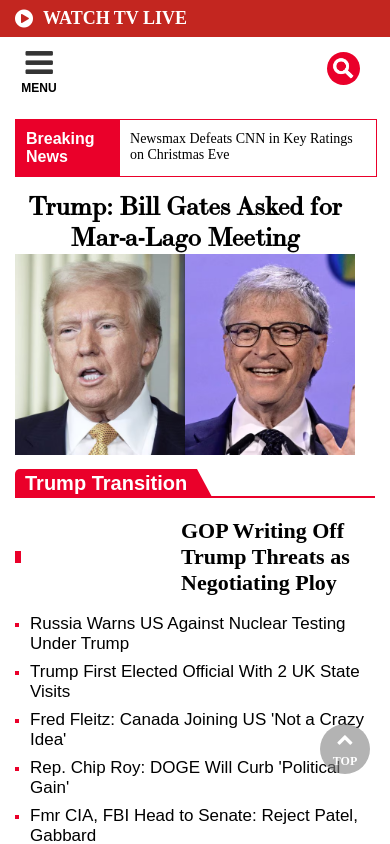 WATCH TV LIVE
MENU
Breaking
News
Newsmax Defeats CNN in Key Ratings
on Christmas Eve
Trump: Bill Gates Asked for
Mar-a-Lago Meeting
Trump Transition
GOP Writing Off
Trump Threats as
Negotiating Ploy
Russia Warns US Against Nuclear Testing
Under Trump
Trump First Elected Official With 2 UK State
Visits
Fred Fleitz: Canada Joining US 'Not a Crazy
Idea'
Rep. Chip Roy: DOGE Will Curb 'Political
Gain'
TOP
Fmr CIA, FBI Head to Senate: Reject Patel,
Gabbard